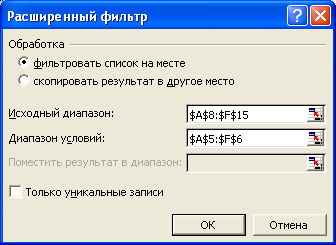 Расширенный фильтр
Обработка
фильтровать список на месте
скопировать результат в другое место
Исходный диапазон: $A$8:$F$15
Диапазон условий: $A$5:$F$6
Поместить результат в диапазон:
Только уникальные записи
ОК Отмена